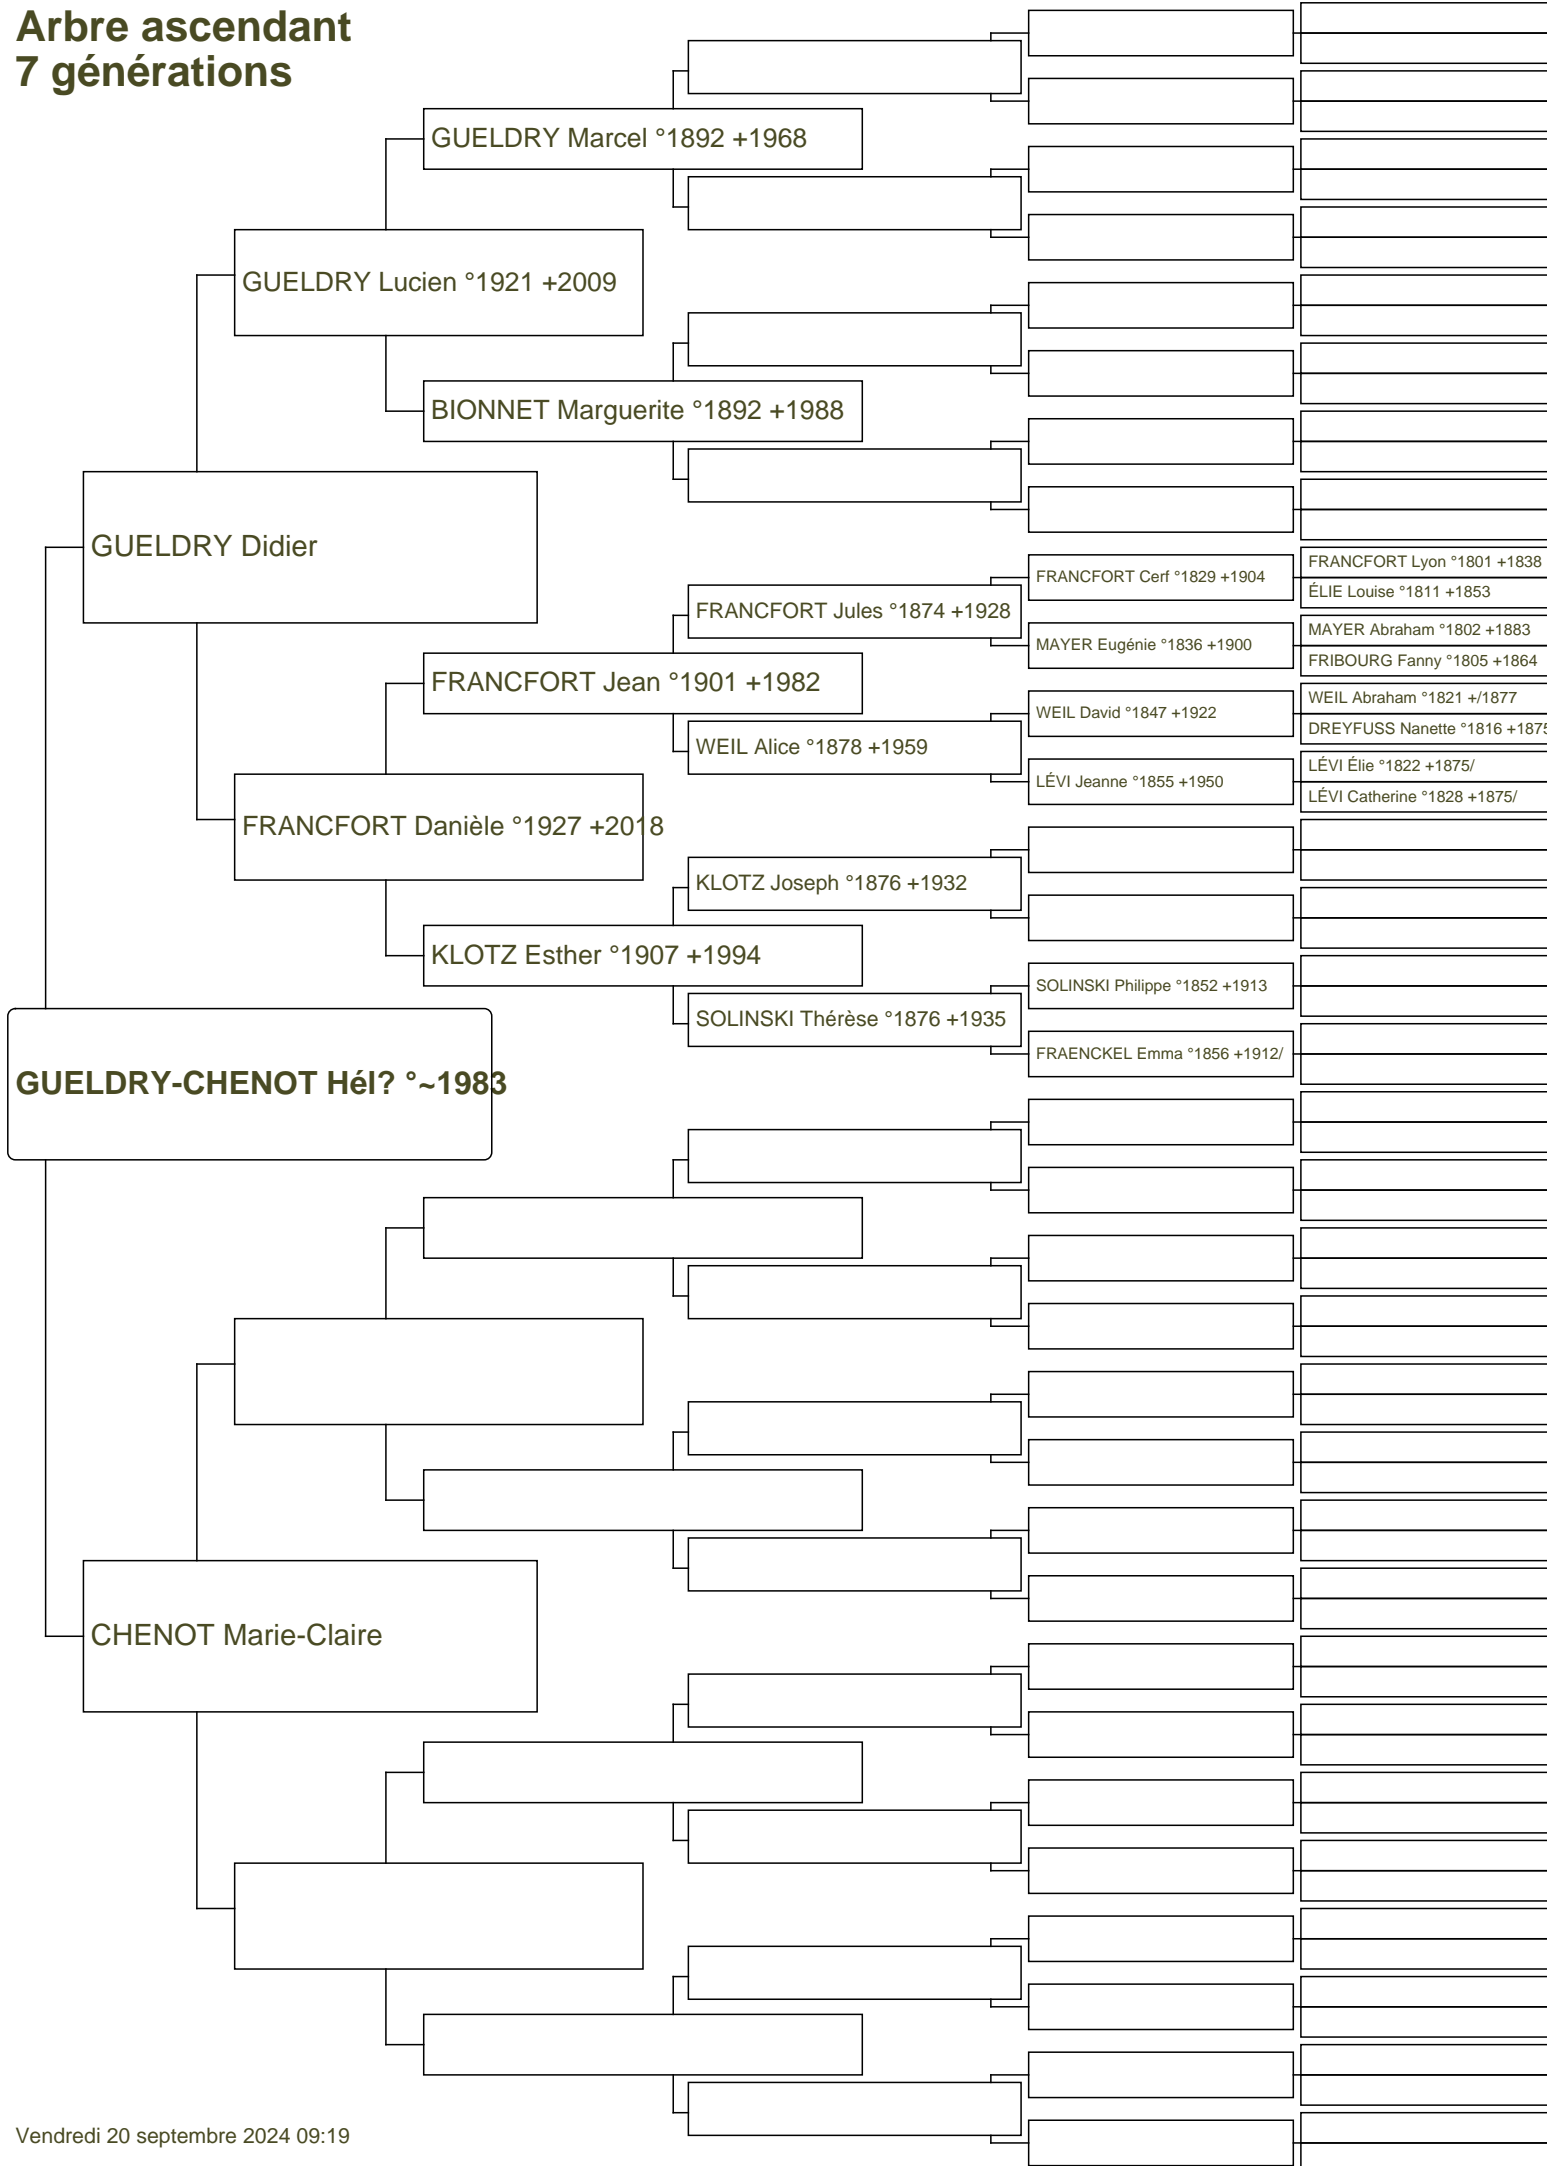 Arbre ascendant
7 générations
GUELDRY Marcel °1892 +1968
GUELDRY Lucien °1921 +2009
BIONNET Marguerite °1892 +1988
GUELDRY Didier
FRANCFORT Lyon °1801 +1838
FRANCFORT Cerf °1829 +1904
ÉLIE Louise °1811 +1853
FRANCFORT Jules °1874 +1928
MAYER Abraham °1802 +1883
MAYER Eugénie °1836 +1900
FRIBOURG Fanny °1805 +1864
FRANCFORT Jean °1901 +1982
WEIL Abraham °1821 +/1877
WEIL David °1847 +1922
DREYFUSS Nanette °1816 +1875
WEIL Alice °1878 +1959
LÉVI Élie °1822 +1875/
LÉVI Jeanne °1855 +1950
LÉVI Catherine °1828 +1875/
FRANCFORT Danièle °1927 +2018
KLOTZ Joseph °1876 +1932
KLOTZ Esther °1907 +1994
SOLINSKI Philippe °1852 +1913
SOLINSKI Thérèse °1876 +1935
FRAENCKEL Emma °1856 +1912/
GUELDRY-CHENOT Hél? °~1983
CHENOT Marie-Claire
Vendredi 20 septembre 2024 09:19